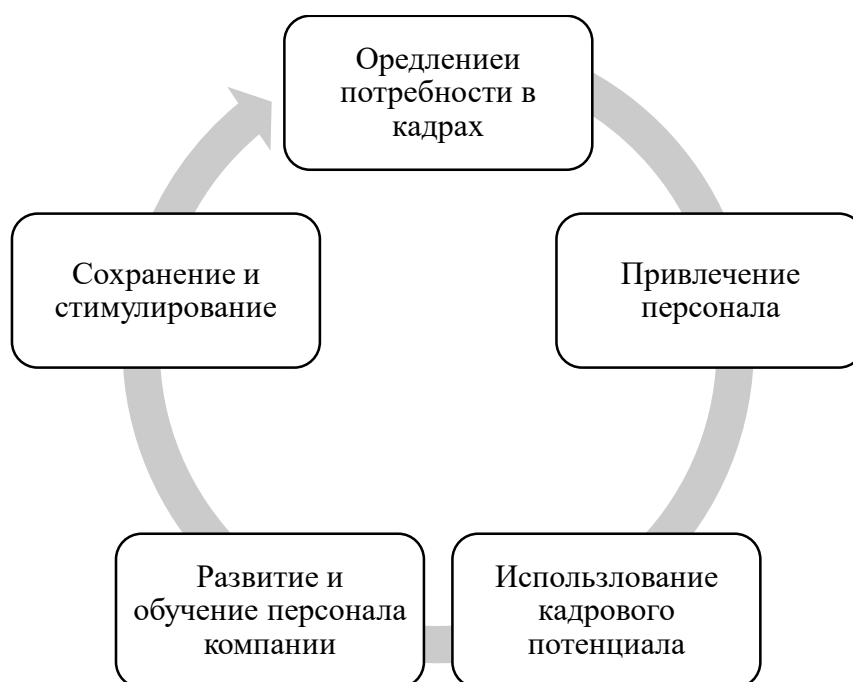 Оредлениеи
потребности в
кадрах
Привлечение
персонала
Использлование
кадрового
потенциала
Развитие и
обучение персонала
компании
Сохранение и
стимулирование